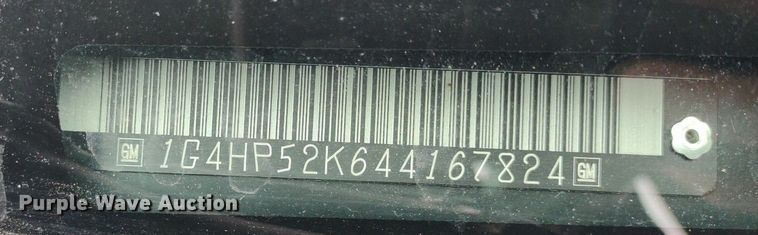 GM 1G4HP52K644167824 GM
Purple Wave Auction